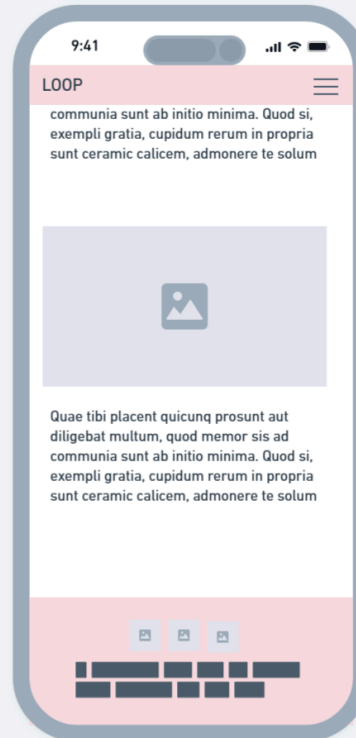 9:41
LOOP
communia sunt ab initio minima. Quod si,
exempli gratia, cupidum rerum in propria
sunt ceramic calicem, admonere te solum
Quae tibi placent quicunq prosunt aut
diligebat multum, quod memor sis ad
communia sunt ab initio minima. Quod si,
exempli gratia, cupidum rerum in propria
sunt ceramic calicem, admonere te solum